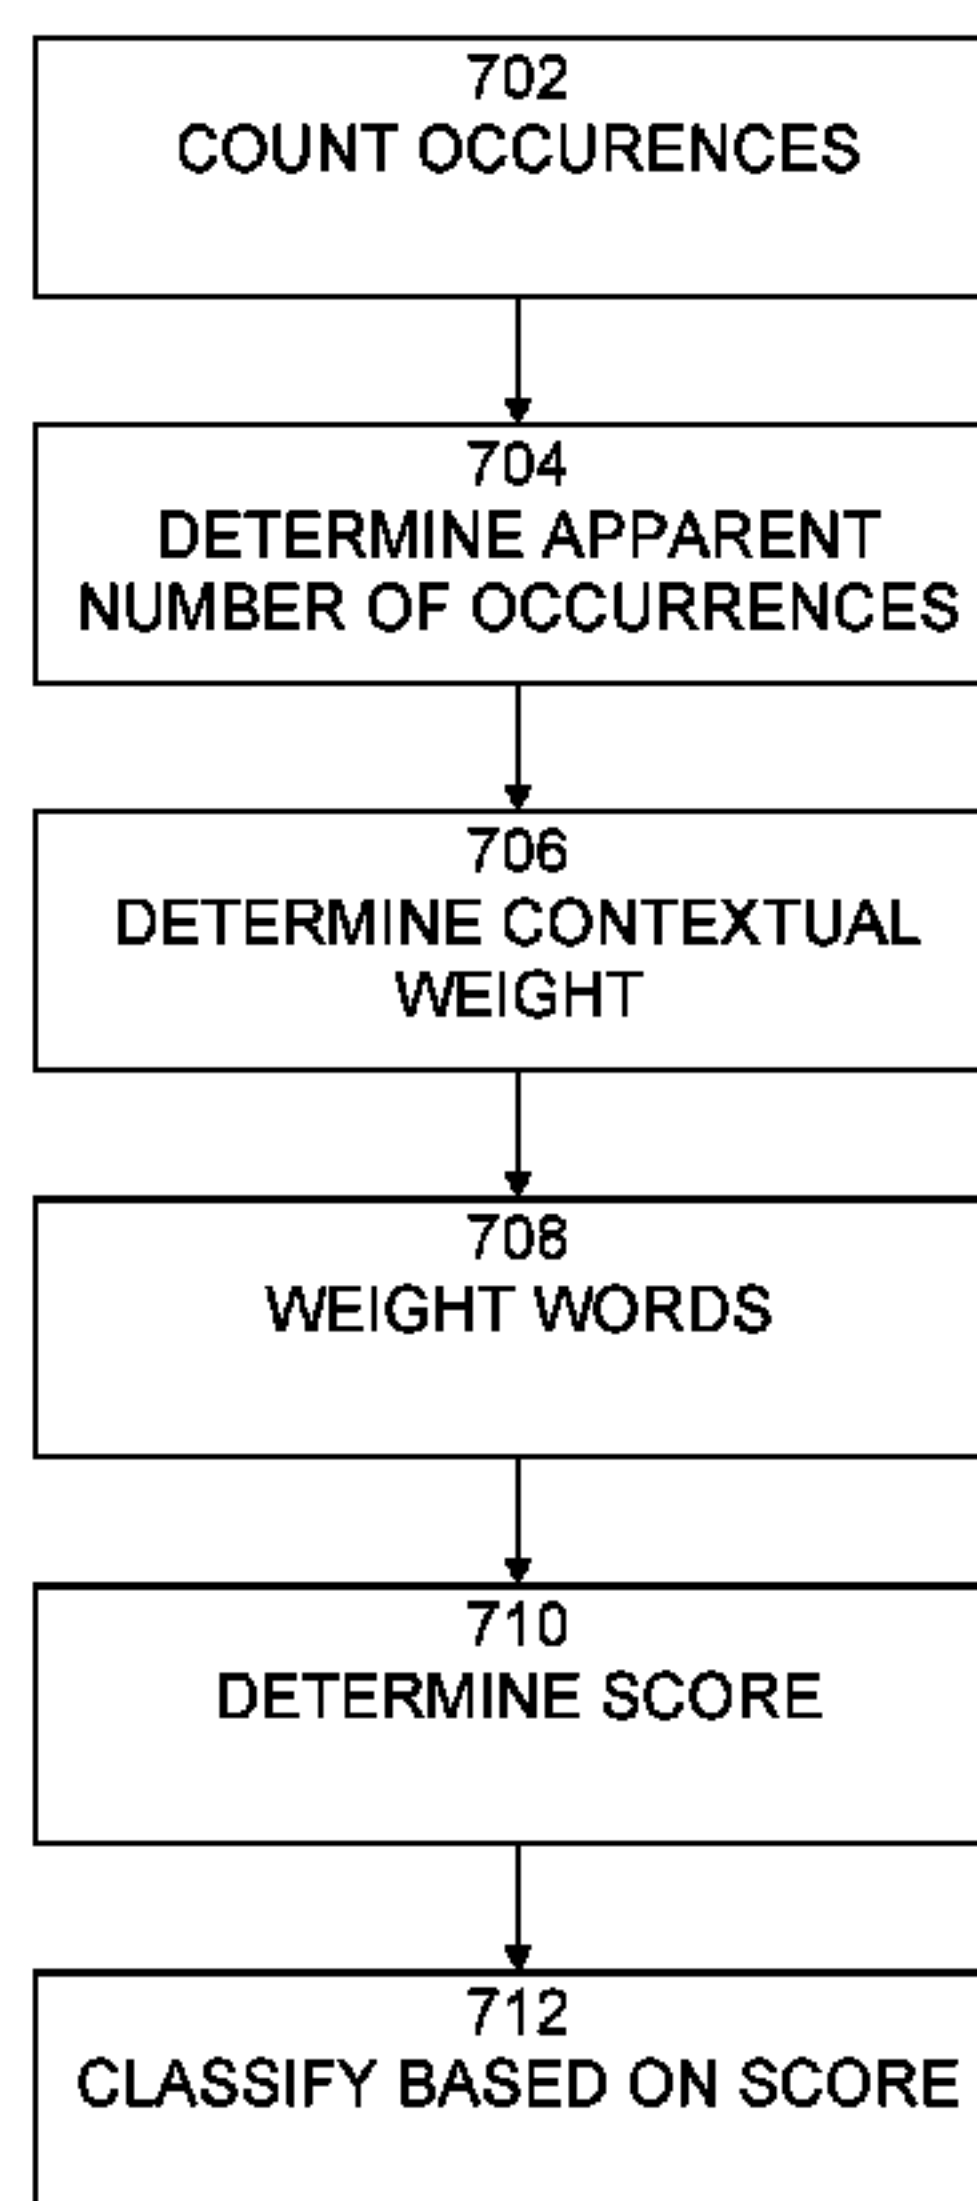 702
COUNT OCCURENCES
704
DETERMINE APPARENT
NUMBER OF OCCURRENCES
706
DETERMINE CONTEXTUAL
WEIGHT
708
WEIGHT WORDS
710
DETERMINE SCORE
712
CLASSIFY BASED ON SCORE